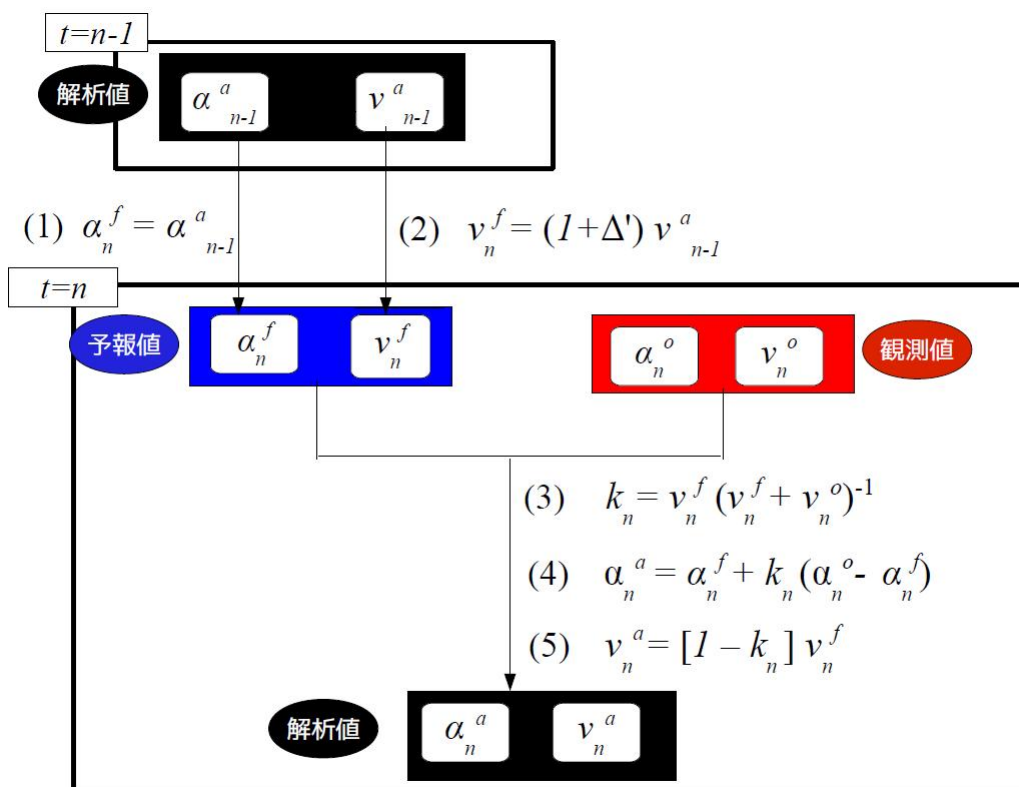 t=n-1
解析値
α^a_{n-1} v^a_{n-1}
(1) α^f_n = α^a_{n-1} (2) v^f_n = (1+Δ') v^a_{n-1}
t=n
予報値
α^f_n v^f_n
α^o_n v^o_n
観測値
(3) k_n = v^f_n (v^f_n + v^o_n)^{-1}
(4) α^a_n = α^f_n + k_n (α^o_n - α^f_n)
(5) v^a_n = [1 – k_n] v^f_n
解析値
α^a_n v^a_n